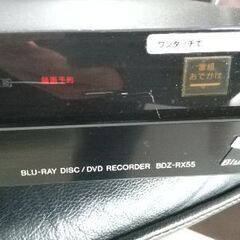 ワンタッチで
録画予約
番組
おでかけ
Blu
BLU-RAY DISC / DVD RECORDER BDZ-RX55